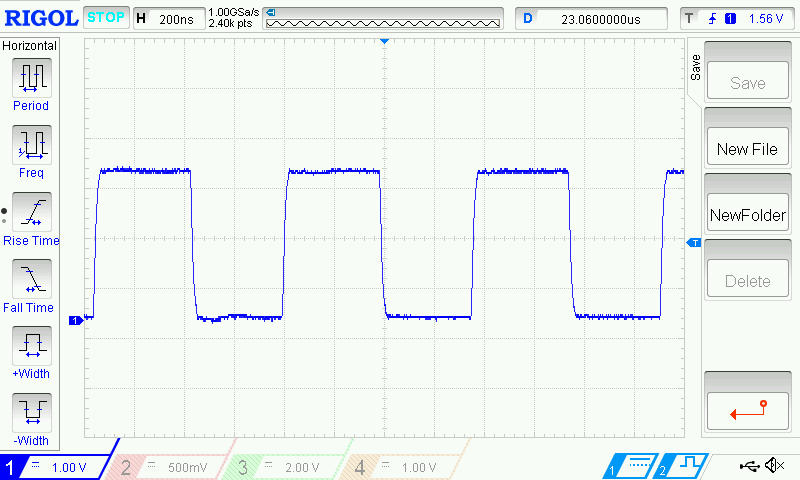 RIGOL STOP H 200ns 1.00GSa/s 2.40k pts D 23.0600000us T 1 1.56 V
Horizontal
Period
Freq
Rise Time
Fall Time
+Width
-Width
1
T
Save
Save
New File
NewFolder
Delete
1 1.00 V 2 500mV 3 2.00 V 4 1.00 V 1 2